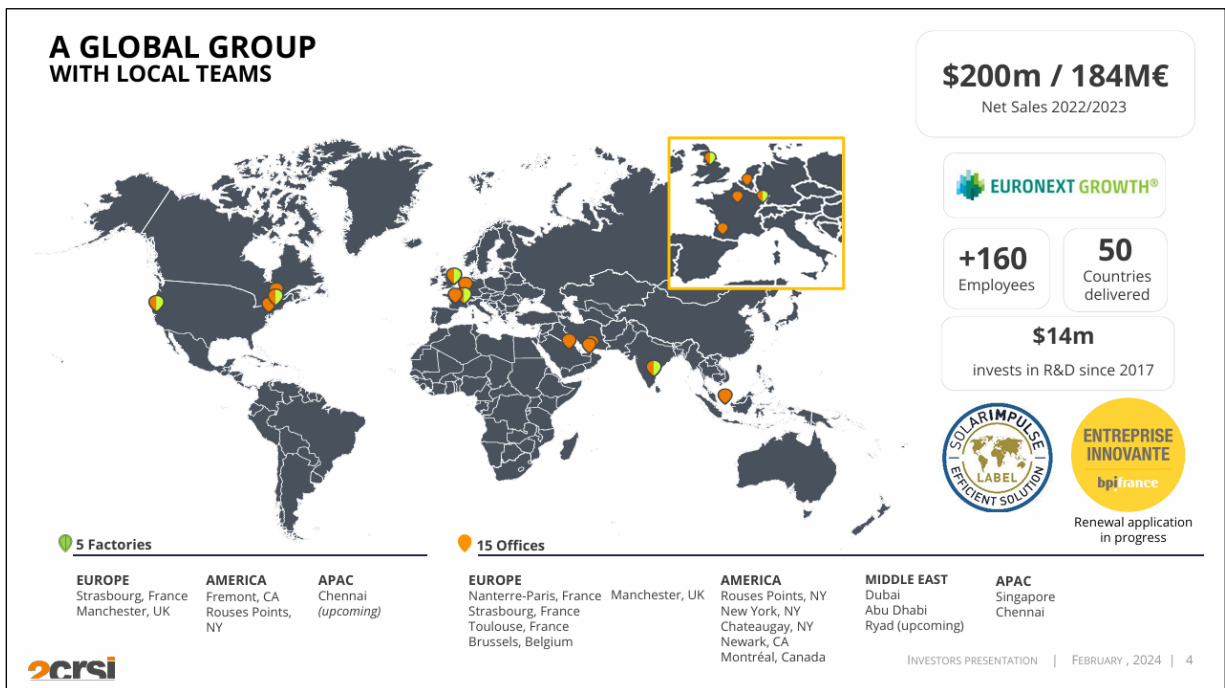 A GLOBAL GROUP
WITH LOCAL TEAMS
$200m / 184M€
Net Sales 2022/2023
EURONEXT GROWTH®
+160
Employees
50
Countries
delivered
$14m
invests in R&D since 2017
SOLARIMPULSE
EFFICIENT SOLUTION
LABEL
ENTREPRISE
INNOVANTE
bpifrance
Renewal application
in progress
5 Factories
EUROPE
Strasbourg, France
Manchester, UK
AMERICA
Fremont, CA
Rouses Points,
NY
APAC
Chennai
(upcoming)
15 Offices
EUROPE
Nanterre-Paris, France
Strasbourg, France
Toulouse, France
Brussels, Belgium
Manchester, UK
AMERICA
Rouses Points, NY
New York, NY
Chateaugay, NY
Newark, CA
Montréal, Canada
MIDDLE EAST
Dubai
Abu Dhabi
Ryad (upcoming)
APAC
Singapore
Chennai
2crsi
INVESTORS PRESENTATION | FEBRUARY , 2024 | 4